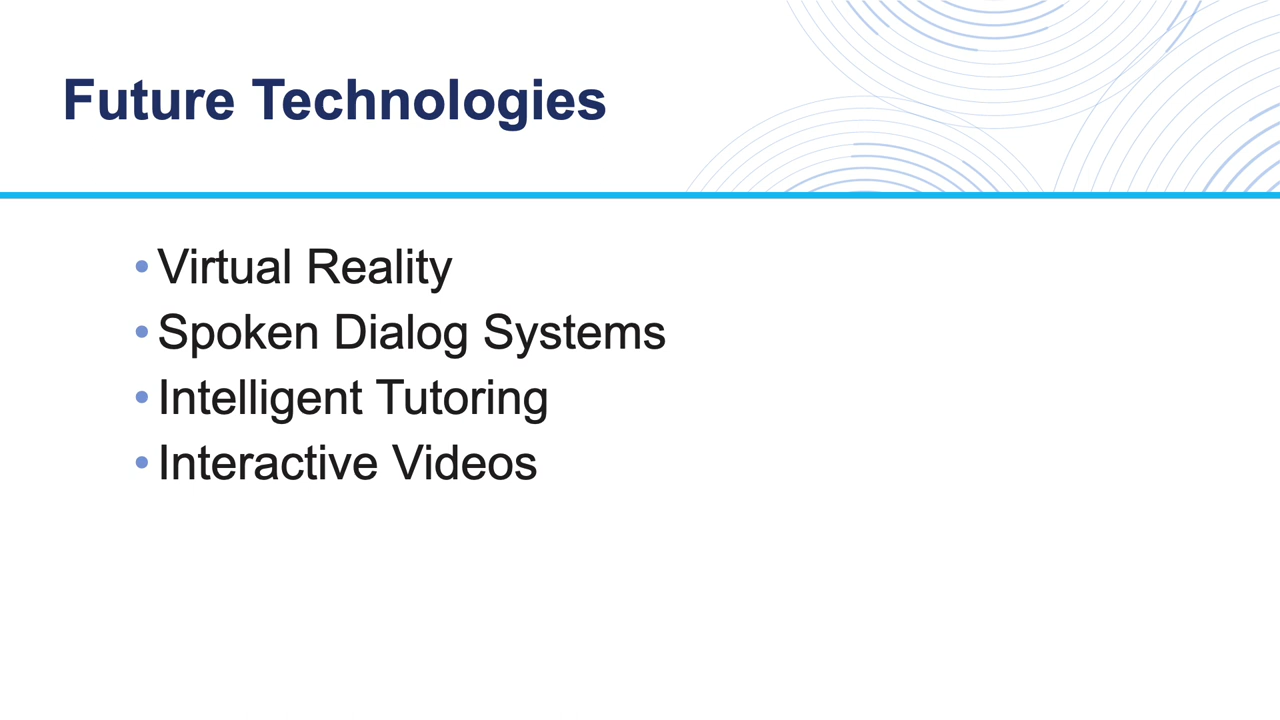 Future Technologies
• Virtual Reality
• Spoken Dialog Systems
• Intelligent Tutoring
• Interactive Videos